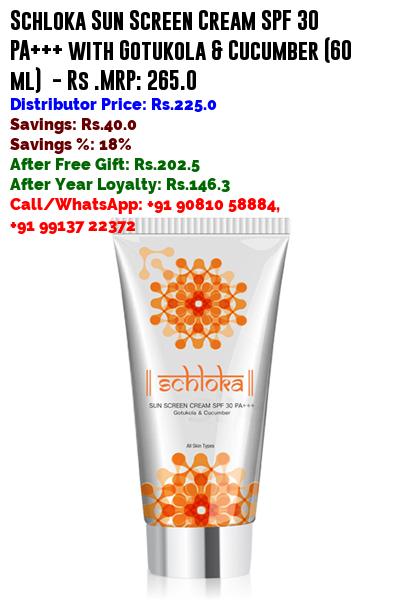 Schloka Sun Screen Cream SPF 30
PA+++ with Gotukola & Cucumber (60
ml) - Rs .MRP: 265.0
Distributor Price: Rs.225.0
Savings: Rs.40.0
Savings %: 18%
After Free Gift: Rs.202.5
After Year Loyalty: Rs.146.3
Call/WhatsApp: +91 90810 58884,
+91 99137 22372
schloka
SUN SCREEN CREAM SPF 30 PA+++
Gotukola & Cucumber
All Skin Types